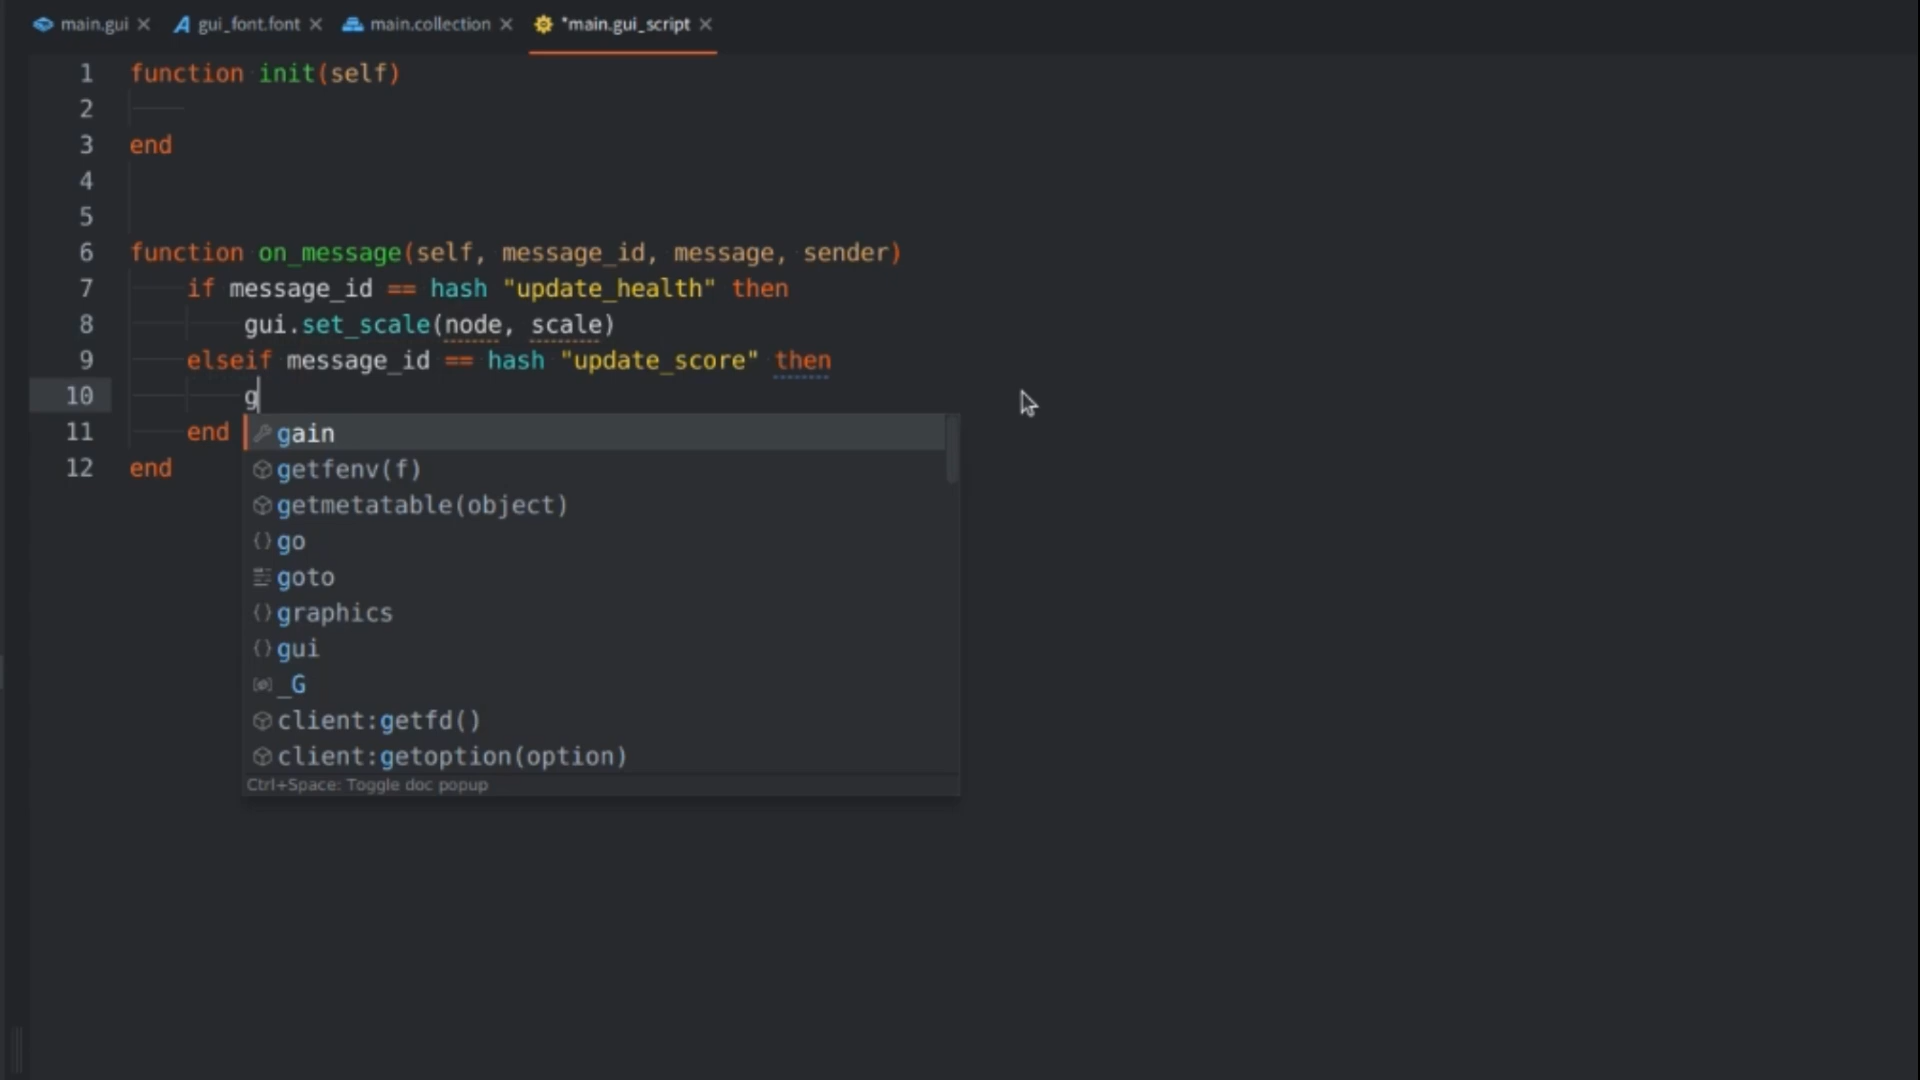 main.gui gui_font.font main.collection *main.gui_script
1 function init(self)
2
3 end
4
5
6 function on_message(self, message_id, message, sender)
7 if message_id == hash "update_health" then
8 gui.set_scale(node, scale)
9 elseif message_id == hash "update_score" then
10 g
11 end
12 end
gain
getfenv(f)
getmetatable(object)
go
goto
graphics
gui
_G
client:getfd()
client:getoption(option)
Ctrl+Space: Toggle doc popup